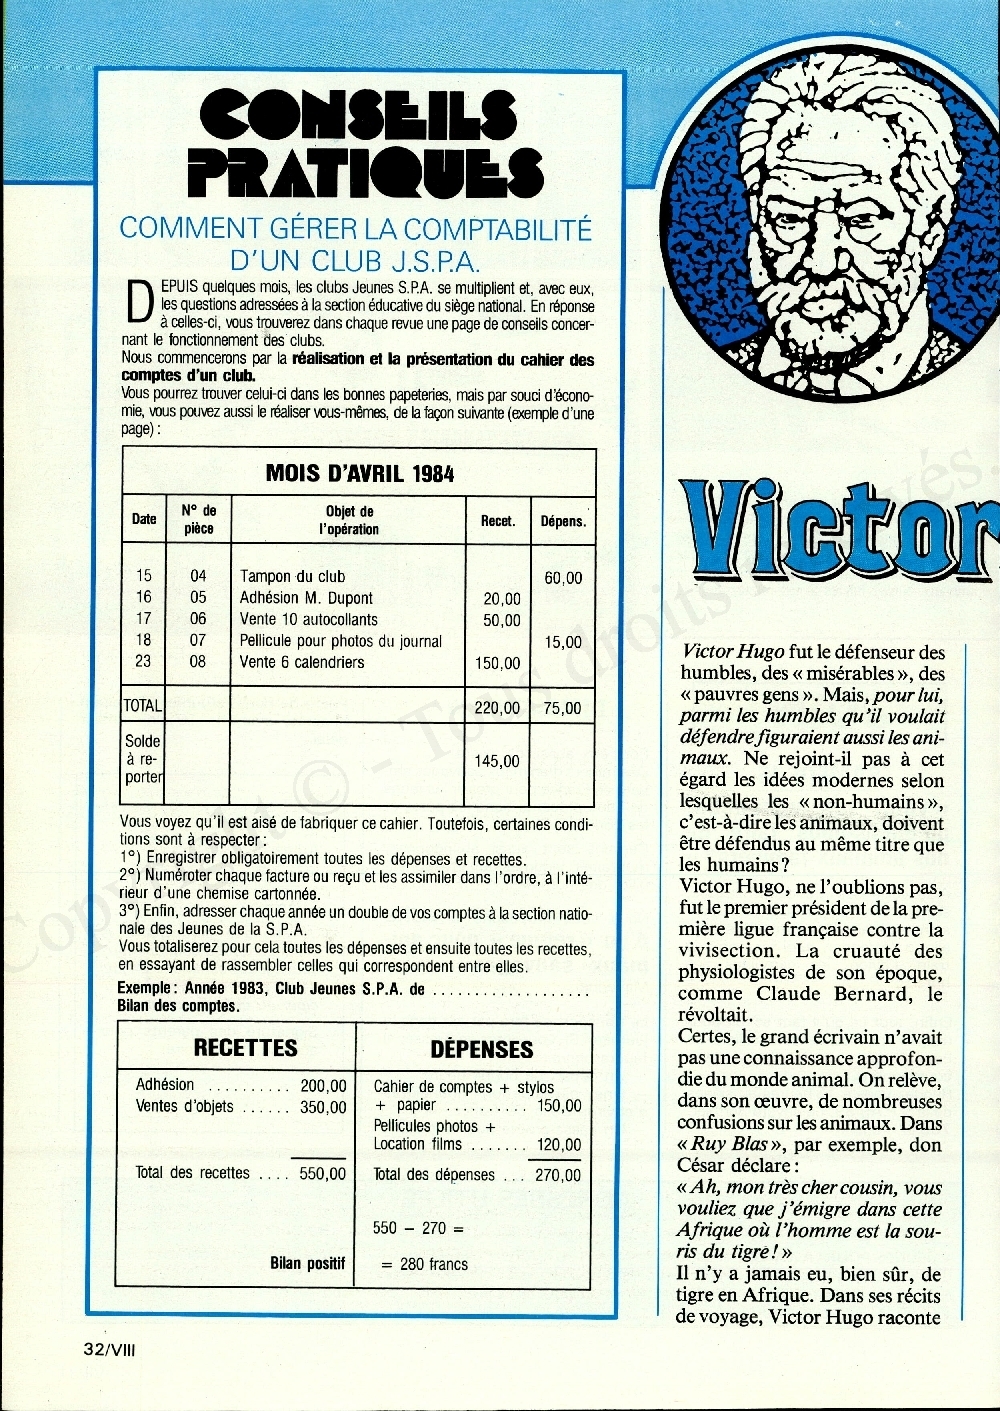 CONSEILS
PRATIQUES
COMMENT GÉRER LA COMPTABILITÉ
D'UN CLUB J.S.P.A.
DEPUIS quelques mois, les clubs Jeunes S.P.A. se multiplient et, avec eux,
les questions adressées à la section éducative du siège national. En réponse
à celles-ci, vous trouverez dans chaque revue une page de conseils concer-
nant le fonctionnement des clubs.
Nous commencerons par la réalisation et la présentation du cahier des
comptes d'un club.
Vous pourrez trouver celui-ci dans les bonnes papeteries, mais par souci d'écono-
mie, vous pouvez aussi le réaliser vous-mêmes, de la façon suivante (exemple d'une
page) :
MOIS D'AVRIL 1984
Date N° de pièce Objet de l'opération Recet. Dépens.
15 04 Tampon du club 60,00
16 05 Adhésion M. Dupont 20,00
17 06 Vente 10 autocollants 50,00
18 07 Pellicule pour photos du journal 15,00
23 08 Vente 6 calendriers 150,00
TOTAL 220,00 75,00
Solde
à re- 145,00
porter
Vous voyez qu'il est aisé de fabriquer ce cahier. Toutefois, certaines condi-
tions sont à respecter :
1°) Enregistrer obligatoirement toutes les dépenses et recettes.
2°) Numéroter chaque facture ou reçu et les assimiler dans l'ordre, à l'inté-
rieur d'une chemise cartonnée.
3°) Enfin, adresser chaque année un double de vos comptes à la section natio-
nale des Jeunes de la S.P.A.
Vous totaliserez pour cela toutes les dépenses et ensuite toutes les recettes,
en essayant de rassembler celles qui correspondent entre elles.
Exemple : Année 1983, Club Jeunes S.P.A. de ...................
Bilan des comptes.
RECETTES
Adhésion .......... 200,00
Ventes d'objets ...... 350,00
Total des recettes .... 550,00
Bilan positif
DÉPENSES
Cahier de comptes + stylos
+ papier .......... 150,00
Pellicules photos +
Location films ....... 120,00
Total des dépenses ... 270,00
550 – 270 =
= 280 francs
32/VIII
Victor
Victor Hugo fut le défenseur des
humbles, des « misérables », des
« pauvres gens ». Mais, pour lui,
parmi les humbles qu'il voulait
défendre figuraient aussi les ani-
maux. Ne rejoint-il pas à cet
égard les idées modernes selon
lesquelles les « non-humains »,
c'est-à-dire les animaux, doivent
être défendus au même titre que
les humains ?
Victor Hugo, ne l'oublions pas,
fut le premier président de la pre-
mière ligue française contre la
vivisection. La cruauté des
physiologistes de son époque,
comme Claude Bernard, le
révoltait.
Certes, le grand écrivain n'avait
pas une connaissance approfon-
die du monde animal. On relève,
dans son œuvre, de nombreuses
confusions sur les animaux. Dans
« Ruy Blas », par exemple, don
César déclare :
« Ah, mon très cher cousin, vous
vouliez que j'émigre dans cette
Afrique où l'homme est la sou-
ris du tigre ! »
Il n'y a jamais eu, bien sûr, de
tigre en Afrique. Dans ses récits
de voyage, Victor Hugo raconte
Copyright © - Tous droits réservés.